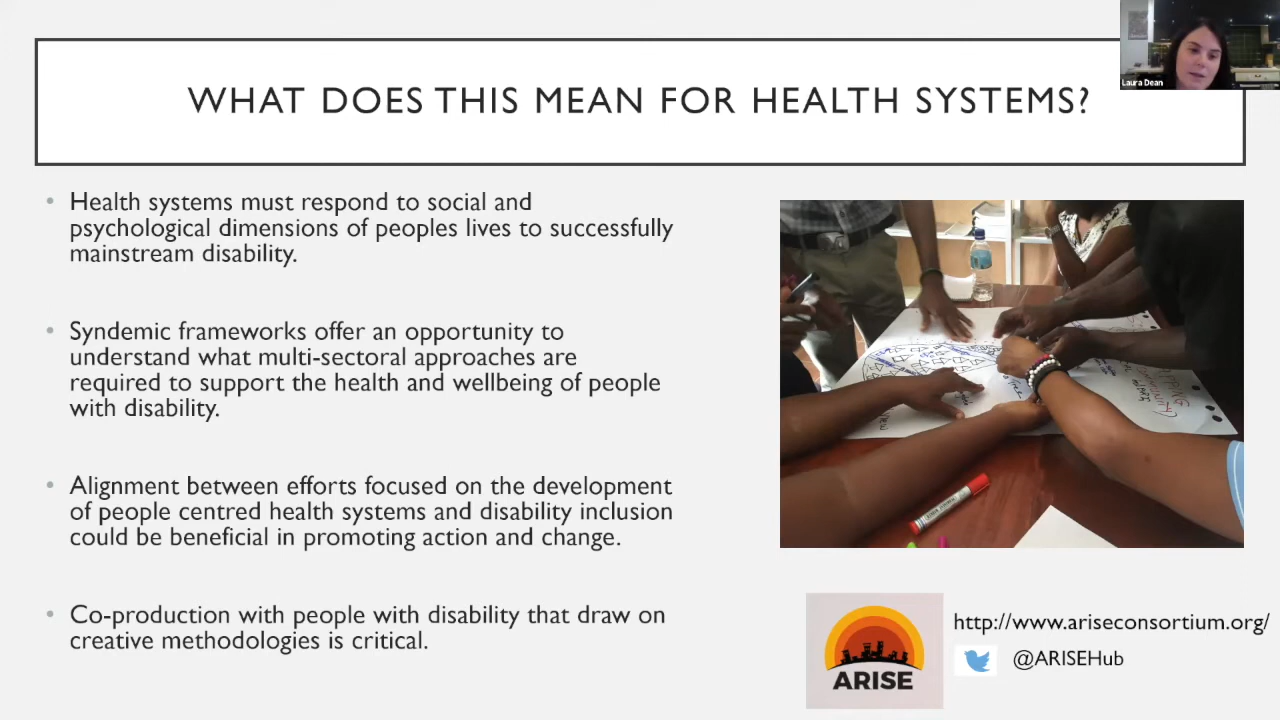 Laura Dean
WHAT DOES THIS MEAN FOR HEALTH SYSTEMS?
• Health systems must respond to social and
psychological dimensions of peoples lives to successfully
mainstream disability.
• Syndemic frameworks offer an opportunity to
understand what multi-sectoral approaches are
required to support the health and wellbeing of people
with disability.
• Alignment between efforts focused on the development
of people centred health systems and disability inclusion
could be beneficial in promoting action and change.
• Co-production with people with disability that draw on
creative methodologies is critical.
ARISE
http://www.ariseconsortium.org/
@ARISEHub